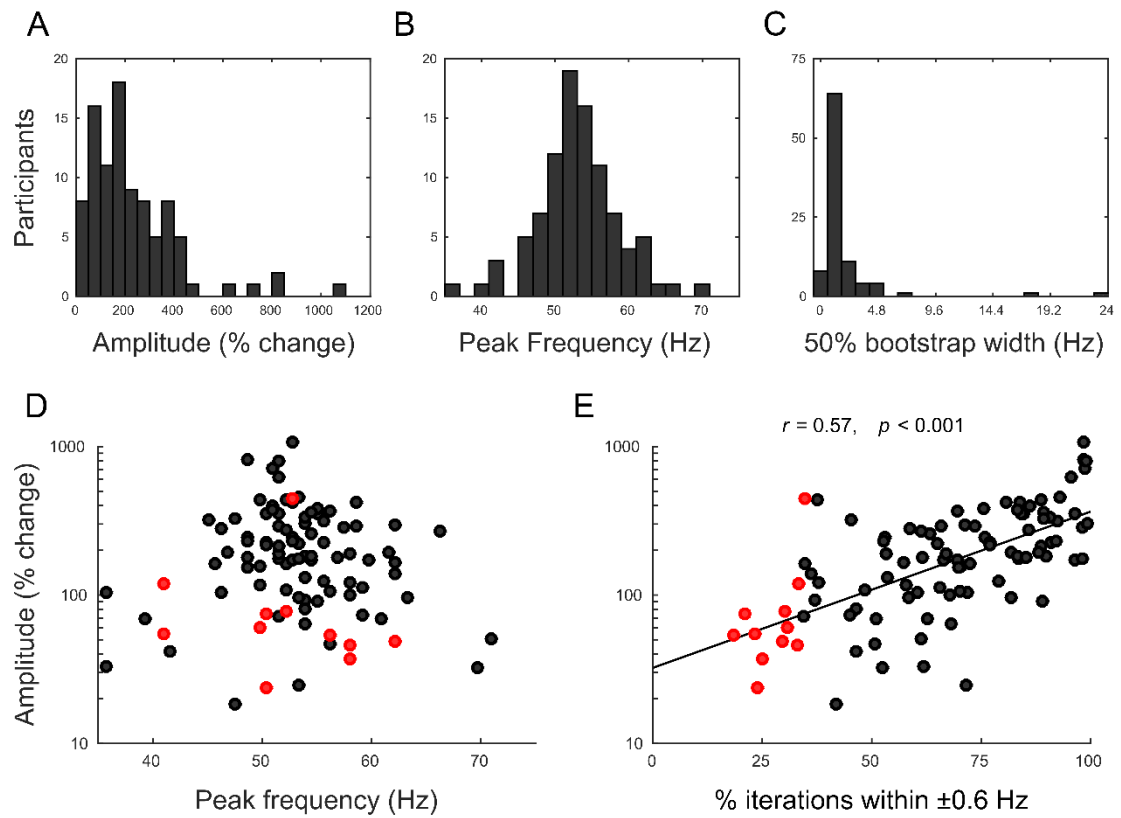 A
B
C
Participants
20
15
10
5
0
0 200 400 600 800 1000 1200
Amplitude (% change)
20
15
10
5
0
40 50 60 70
Peak Frequency (Hz)
75
50
25
0
0 4.8 9.6 14.4 19.2 24
50% bootstrap width (Hz)
D
E
r = 0.57, p < 0.001
Amplitude (% change)
1000
100
10
40 50 60 70
Peak frequency (Hz)
1000
100
10
0 25 50 75 100
% iterations within ±0.6 Hz